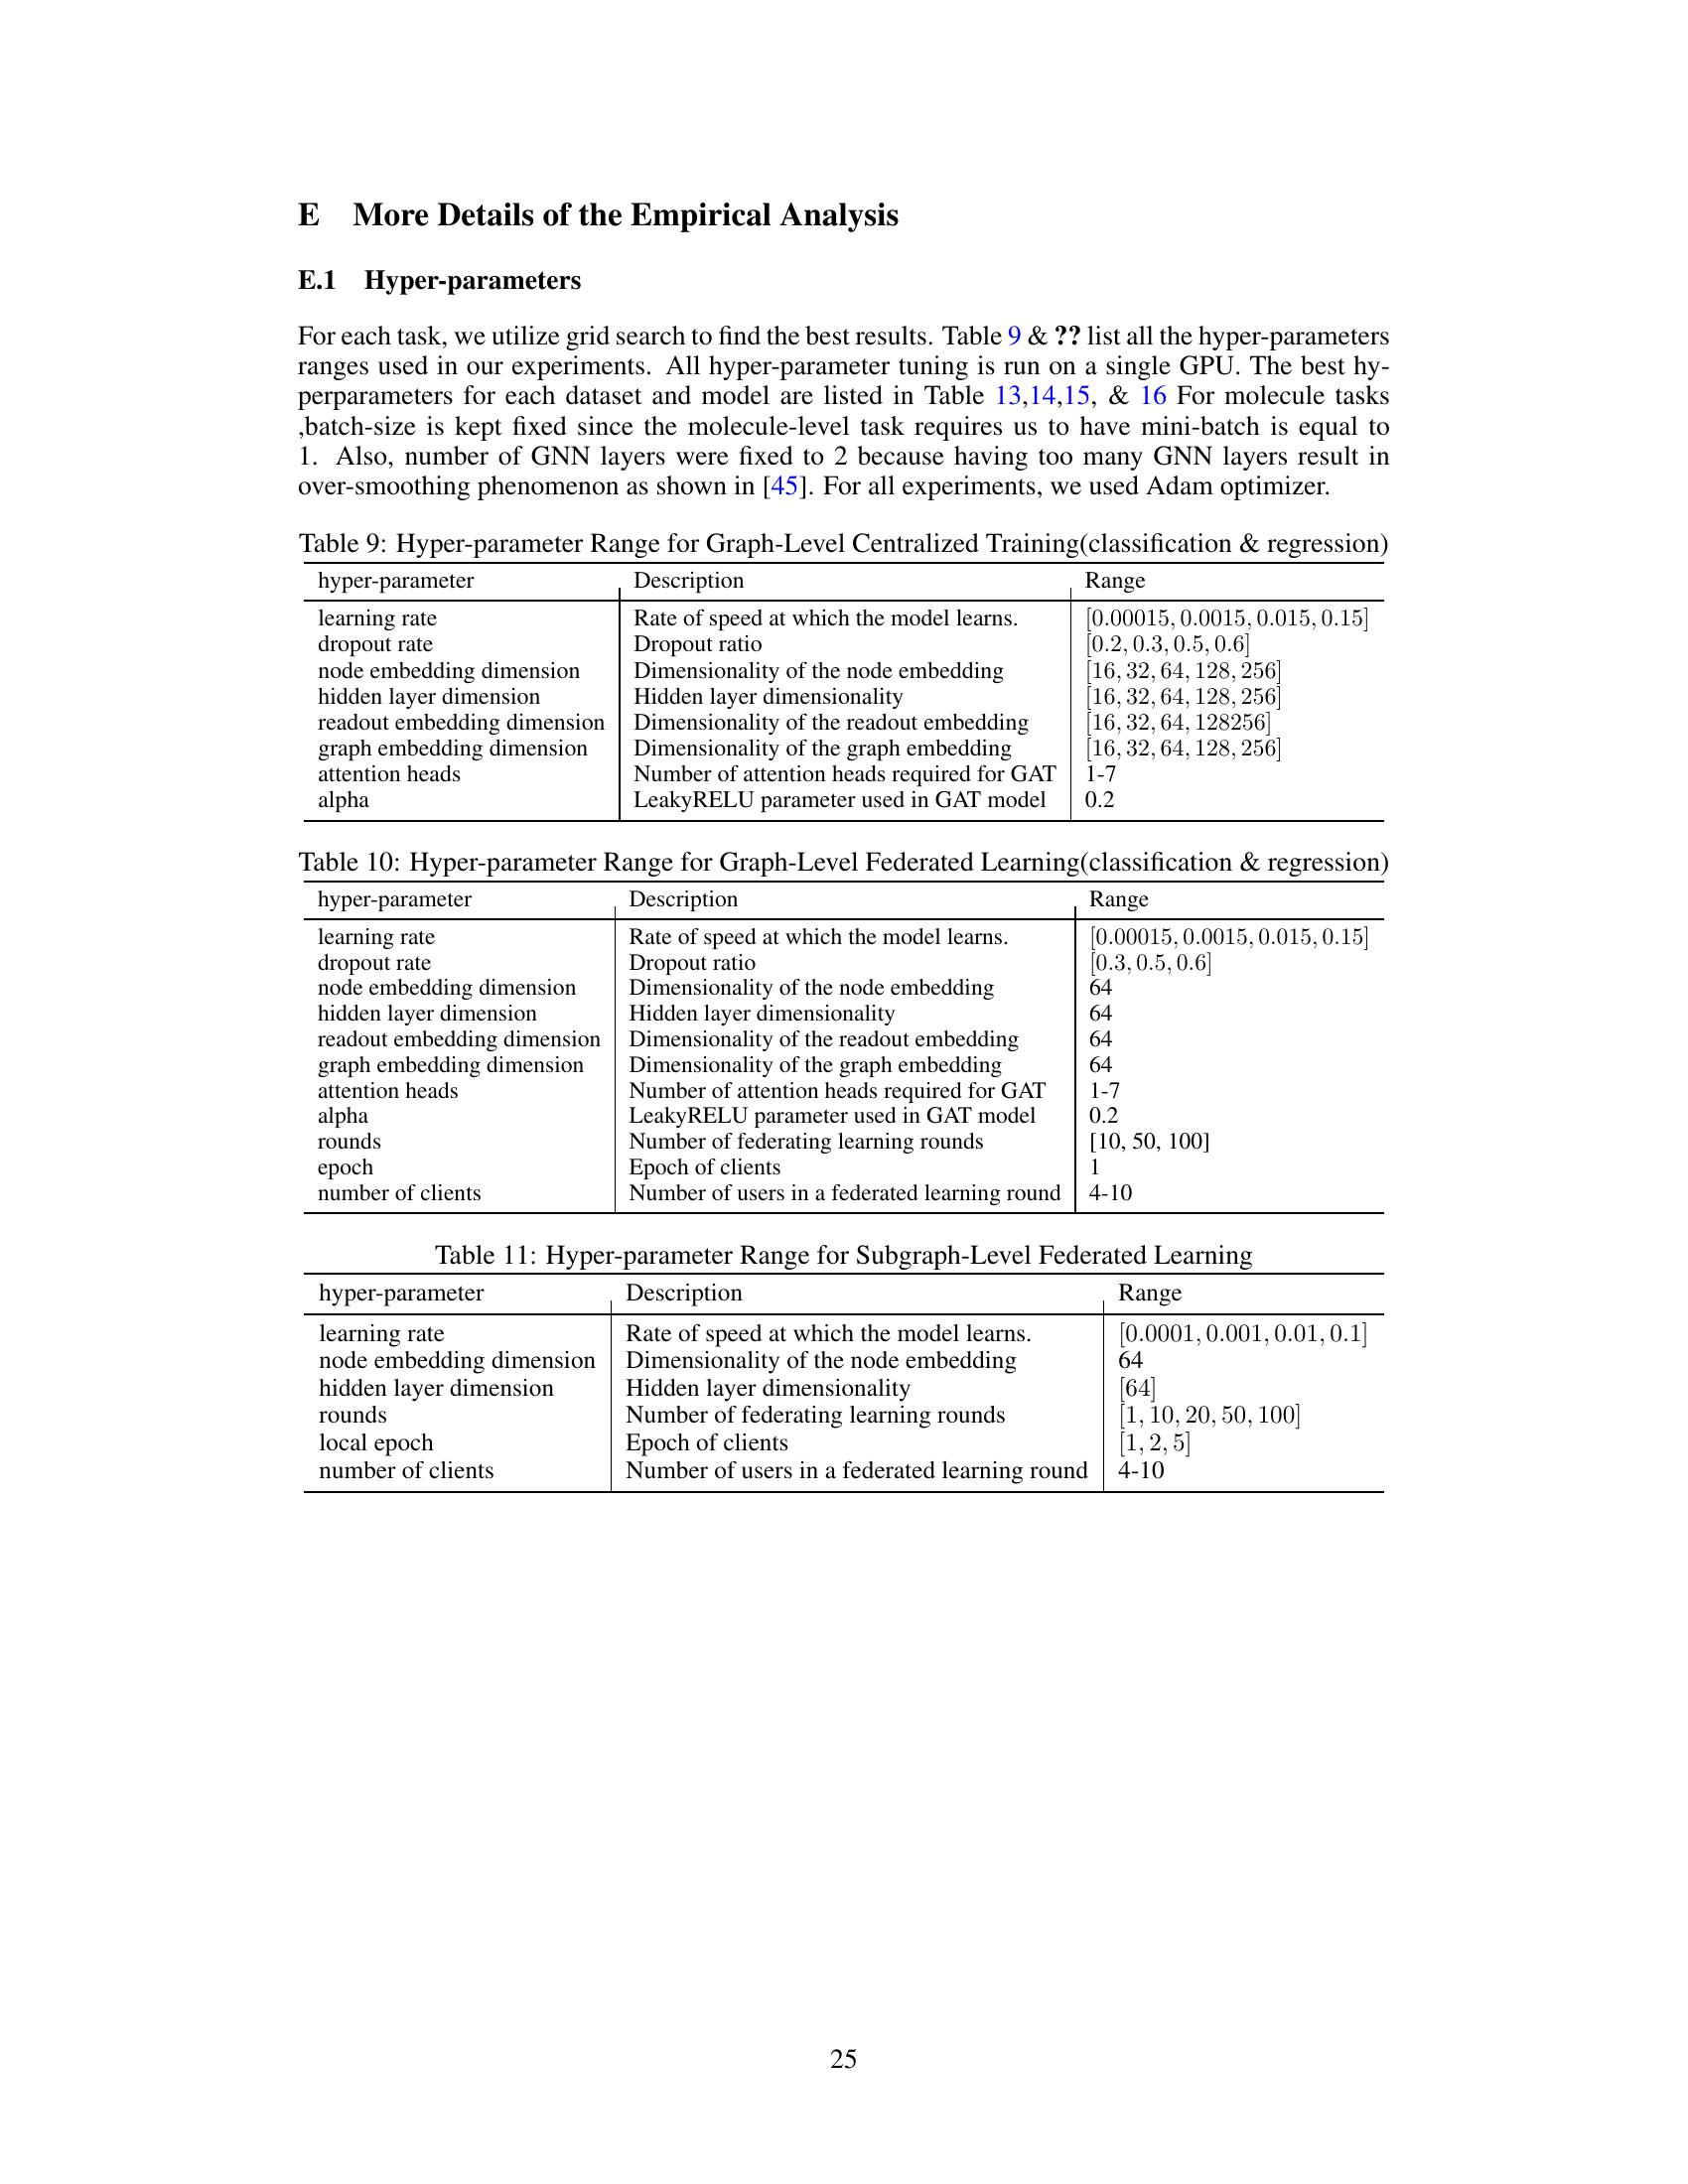 E More Details of the Empirical Analysis
E.1 Hyper-parameters
For each task, we utilize grid search to find the best results. Table 9 & ?? list all the hyper-parameters
ranges used in our experiments. All hyper-parameter tuning is run on a single GPU. The best hy-
perparameters for each dataset and model are listed in Table 13,14,15, & 16 For molecule tasks
,batch-size is kept fixed since the molecule-level task requires us to have mini-batch is equal to
1. Also, number of GNN layers were fixed to 2 because having too many GNN layers result in
over-smoothing phenomenon as shown in [45]. For all experiments, we used Adam optimizer.
Table 9: Hyper-parameter Range for Graph-Level Centralized Training(classification & regression)
hyper-parameter Description Range
learning rate Rate of speed at which the model learns. [0.00015, 0.0015, 0.015, 0.15]
dropout rate Dropout ratio [0.2, 0.3, 0.5, 0.6]
node embedding dimension Dimensionality of the node embedding [16, 32, 64, 128, 256]
hidden layer dimension Hidden layer dimensionality [16, 32, 64, 128, 256]
readout embedding dimension Dimensionality of the readout embedding [16, 32, 64, 128256]
graph embedding dimension Dimensionality of the graph embedding [16, 32, 64, 128, 256]
attention heads Number of attention heads required for GAT 1-7
alpha LeakyRELU parameter used in GAT model 0.2
Table 10: Hyper-parameter Range for Graph-Level Federated Learning(classification & regression)
hyper-parameter Description Range
learning rate Rate of speed at which the model learns. [0.00015, 0.0015, 0.015, 0.15]
dropout rate Dropout ratio [0.3, 0.5, 0.6]
node embedding dimension Dimensionality of the node embedding 64
hidden layer dimension Hidden layer dimensionality 64
readout embedding dimension Dimensionality of the readout embedding 64
graph embedding dimension Dimensionality of the graph embedding 64
attention heads Number of attention heads required for GAT 1-7
alpha LeakyRELU parameter used in GAT model 0.2
rounds Number of federating learning rounds [10, 50, 100]
epoch Epoch of clients 1
number of clients Number of users in a federated learning round 4-10
Table 11: Hyper-parameter Range for Subgraph-Level Federated Learning
hyper-parameter Description Range
learning rate Rate of speed at which the model learns. [0.0001, 0.001, 0.01, 0.1]
node embedding dimension Dimensionality of the node embedding 64
hidden layer dimension Hidden layer dimensionality [64]
rounds Number of federating learning rounds [1, 10, 20, 50, 100]
local epoch Epoch of clients [1, 2, 5]
number of clients Number of users in a federated learning round 4-10
25